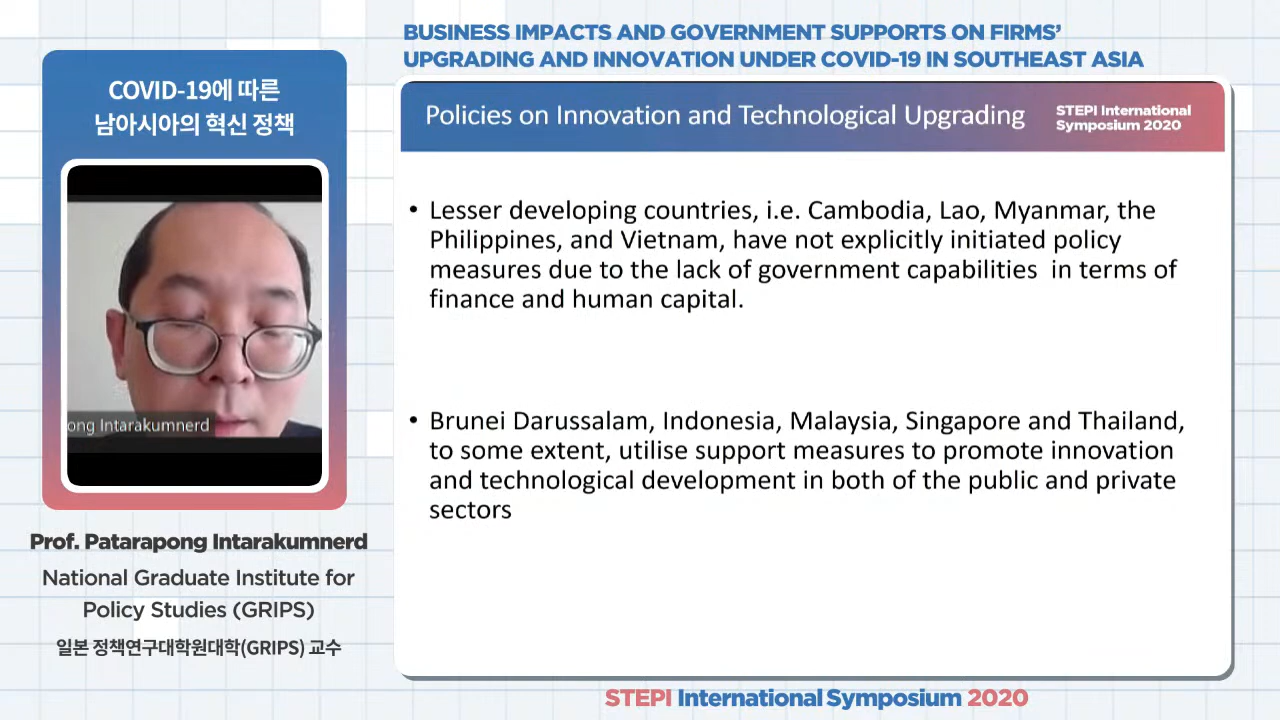 BUSINESS IMPACTS AND GOVERNMENT SUPPORTS ON FIRMS'
UPGRADING AND INNOVATION UNDER COVID-19 IN SOUTHEAST ASIA
COVID-19에 따른
남아시아의 혁신 정책
ong Intarakumnerd
Prof. Patarapong Intarakumnerd
National Graduate Institute for
Policy Studies (GRIPS)
일본 정책연구대학원대학(GRIPS) 교수
Policies on Innovation and Technological Upgrading
STEPI International
Symposium 2020
• Lesser developing countries, i.e. Cambodia, Lao, Myanmar, the
Philippines, and Vietnam, have not explicitly initiated policy
measures due to the lack of government capabilities in terms of
finance and human capital.
• Brunei Darussalam, Indonesia, Malaysia, Singapore and Thailand,
to some extent, utilise support measures to promote innovation
and technological development in both of the public and private
sectors
STEPI International Symposium 2020